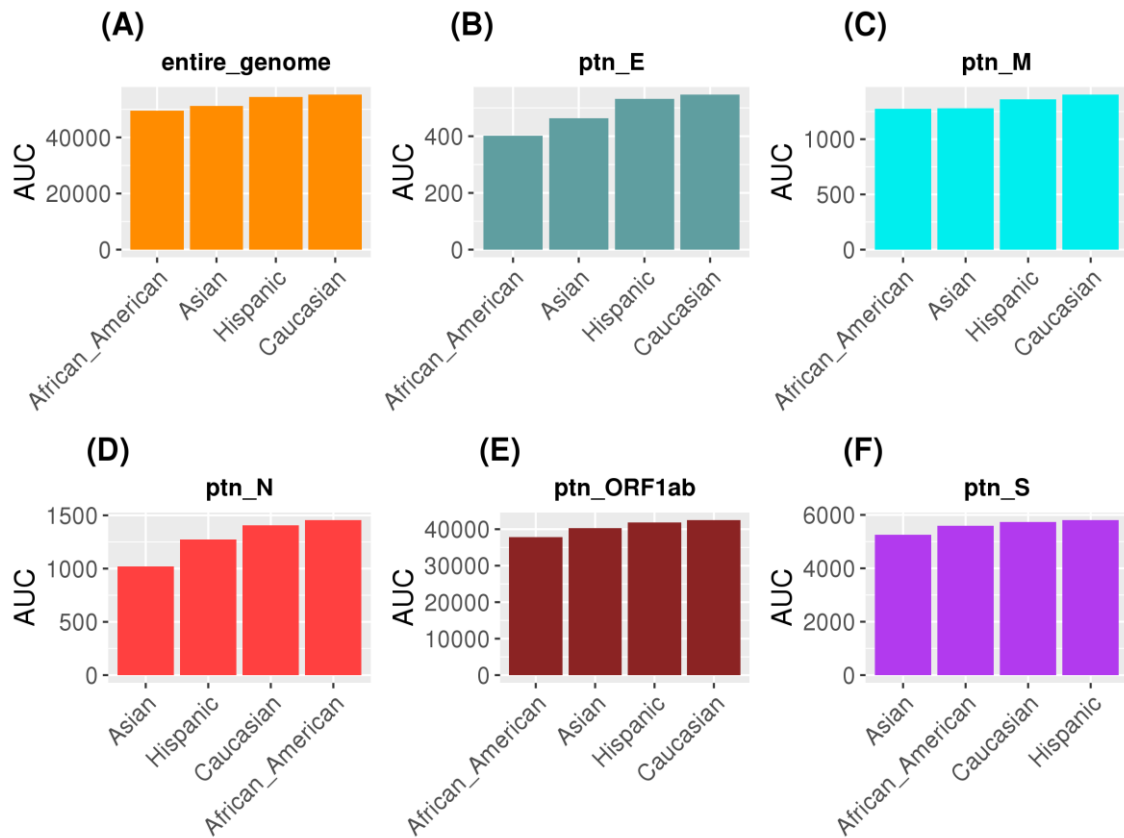 (A)
entire_genome
AUC
40000
20000
0
African_American
Asian
Hispanic
Caucasian
(B)
ptn_E
AUC
400
200
0
African_American
Asian
Hispanic
Caucasian
(C)
ptn_M
AUC
1000
500
0
African_American
Asian
Hispanic
Caucasian
(D)
ptn_N
AUC
1500
1000
500
0
Asian
Hispanic
Caucasian
African_American
(E)
ptn_ORF1ab
AUC
40000
30000
20000
10000
0
African_American
Asian
Hispanic
Caucasian
(F)
ptn_S
AUC
6000
4000
2000
0
Asian
African_American
Caucasian
Hispanic